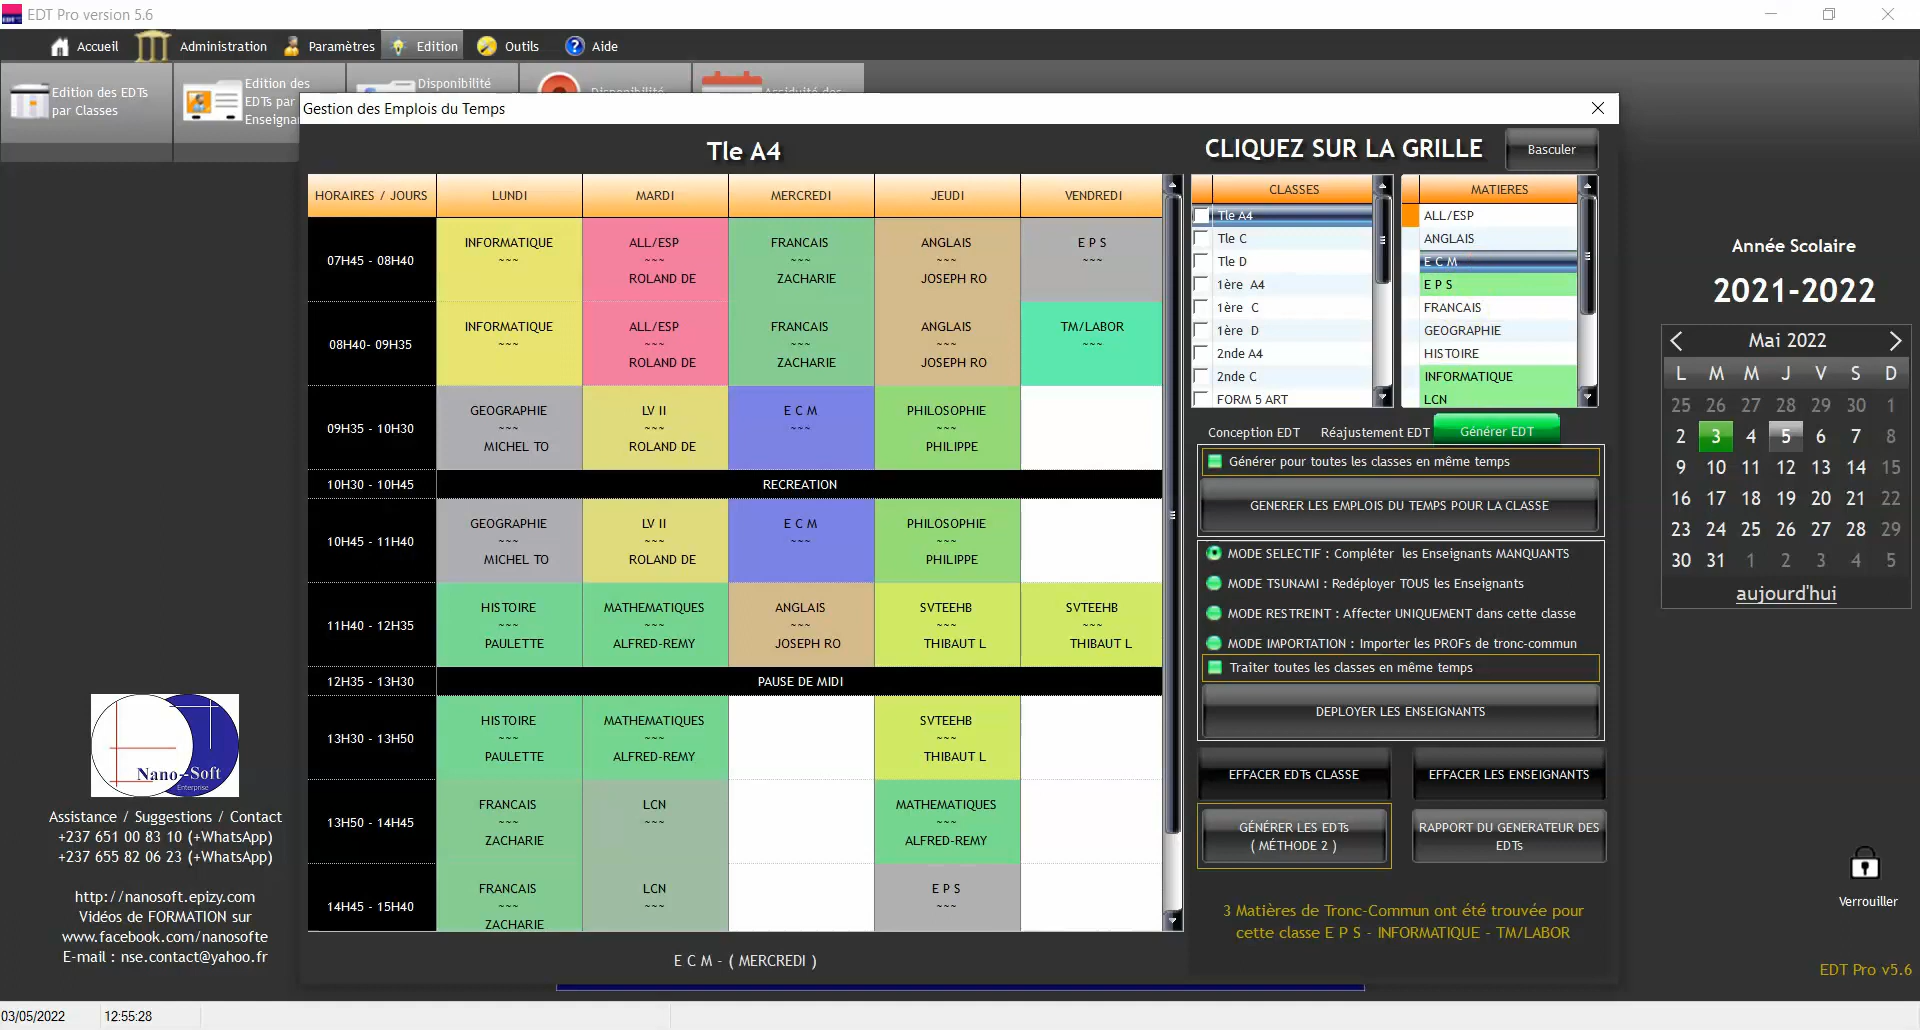 EDT Pro version 5.6
Accueil
Administration
Paramètres
Edition
Outils
Aide
Edition des EDTs
par Classes
Edition des
EDTs par
Enseigna
Disponibilité
Gestion des Emplois du Temps
Tle A4
CLIQUEZ SUR LA GRILLE
Basculer
HORAIRES / JOURS LUNDI MARDI MERCREDI JEUDI VENDREDI
07H45 - 08H40
INFORMATIQUE ALL/ESP FRANCAIS ANGLAIS E P S
~~~ ~~~ ~~~ ~~~ ~~~
ROLAND DE ZACHARIE JOSEPH RO
08H40- 09H35
INFORMATIQUE ALL/ESP FRANCAIS ANGLAIS TM/LABOR
~~~ ~~~ ~~~ ~~~ ~~~
ROLAND DE ZACHARIE JOSEPH RO
09H35 - 10H30
GEOGRAPHIE LV II E C M PHILOSOPHIE
~~~ ~~~ ~~~ ~~~
MICHEL TO ROLAND DE PHILIPPE
10H30 - 10H45 RECREATION
10H45 - 11H40
GEOGRAPHIE LV II E C M PHILOSOPHIE
~~~ ~~~ ~~~ ~~~
MICHEL TO ROLAND DE PHILIPPE
11H40 - 12H35
HISTOIRE MATHEMATIQUES ANGLAIS SVTEEHB SVTEEHB
~~~ ~~~ ~~~ ~~~ ~~~
PAULETTE ALFRED-REMY JOSEPH RO THIBAUT L THIBAUT L
12H35 - 13H30 PAUSE DE MIDI
13H30 - 13H50
HISTOIRE MATHEMATIQUES SVTEEHB
~~~ ~~~ ~~~
PAULETTE ALFRED-REMY THIBAUT L
13H50 - 14H45
FRANCAIS LCN MATHEMATIQUES
~~~ ~~~ ~~~
ZACHARIE ALFRED-REMY
14H45 - 15H40
FRANCAIS LCN E P S
~~~ ~~~ ~~~
ZACHARIE
E C M - ( MERCREDI )
CLASSES
Tle A4
Tle C
Tle D
1ère A4
1ère C
1ère D
2nde A4
2nde C
FORM 5 ART
MATIERES
ALL/ESP
ANGLAIS
E C M
E P S
FRANCAIS
GEOGRAPHIE
HISTOIRE
INFORMATIQUE
LCN
Conception EDT Réajustement EDT Générer EDT
Générer pour toutes les classes en même temps
GENERER LES EMPLOIS DU TEMPS POUR LA CLASSE
MODE SELECTIF : Compléter les Enseignants MANQUANTS
MODE TSUNAMI : Redéployer TOUS les Enseignants
MODE RESTREINT : Affecter UNIQUEMENT dans cette classe
MODE IMPORTATION : Importer les PROFs de tronc-commun
Traiter toutes les classes en même temps
DEPLOYER LES ENSEIGNANTS
EFFACER EDTs CLASSE
EFFACER LES ENSEIGNANTS
GÉNÉRER LES EDTs
( MÉTHODE 2 )
RAPPORT DU GENERATEUR DES
EDTs
3 Matières de Tronc-Commun ont été trouvée pour
cette classe E P S - INFORMATIQUE - TM/LABOR
Année Scolaire
2021-2022
Mai 2022
L M M J V S D
25 26 27 28 29 30 1
2 3 4 5 6 7 8
9 10 11 12 13 14 15
16 17 18 19 20 21 22
23 24 25 26 27 28 29
30 31 1 2 3 4 5
aujourd'hui
Verrouiller
EDT Pro v5.6
Nano-Soft
Enterprise
Assistance / Suggestions / Contact
+237 651 00 83 10 (+WhatsApp)
+237 655 82 06 23 (+WhatsApp)
http://nanosoft.epizy.com
Vidéos de FORMATION sur
www.facebook.com/nanosofte
E-mail : nse.contact@yahoo.fr
03/05/2022 12:55:28